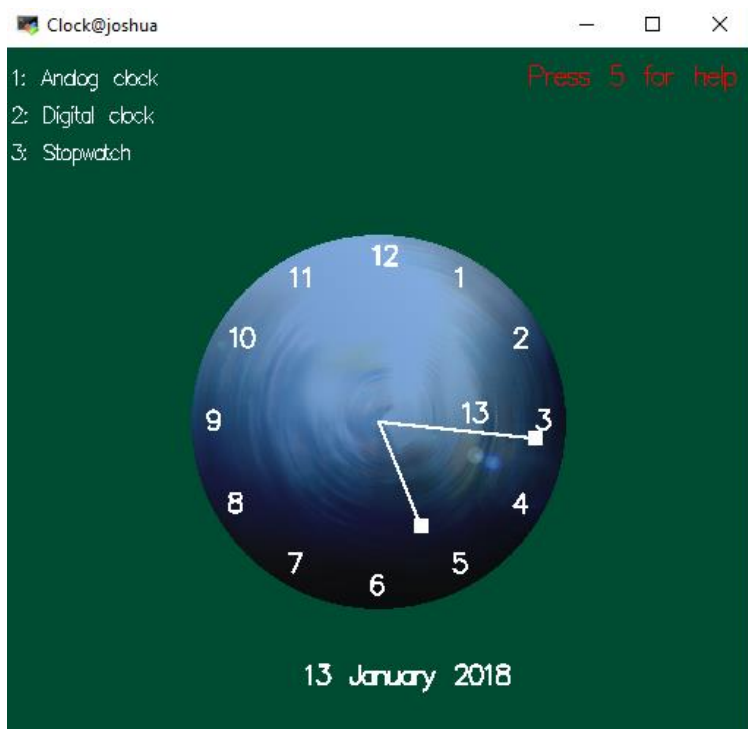 Clock@joshua
1: Analog clock
Press 5 for help
2: Digital clock
3: Stopwatch
12
11
1
10
2
13
9
3
8
4
7
5
6
13 January 2018